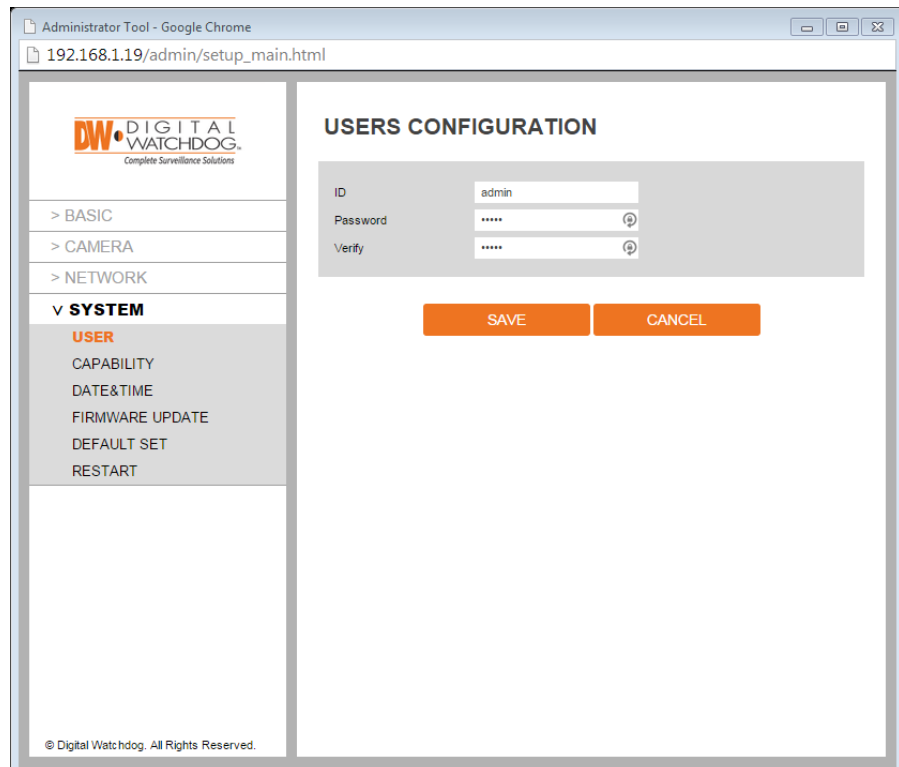 Administrator Tool - Google Chrome
192.168.1.19/admin/setup_main.html
DW DIGITAL
WATCHDOG®
Complete Surveillance Solutions
> BASIC
> CAMERA
> NETWORK
v SYSTEM
USER
CAPABILITY
DATE&TIME
FIRMWARE UPDATE
DEFAULT SET
RESTART
© Digital Watchdog. All Rights Reserved.
USERS CONFIGURATION
ID admin
Password •••••
Verify •••••
SAVE CANCEL